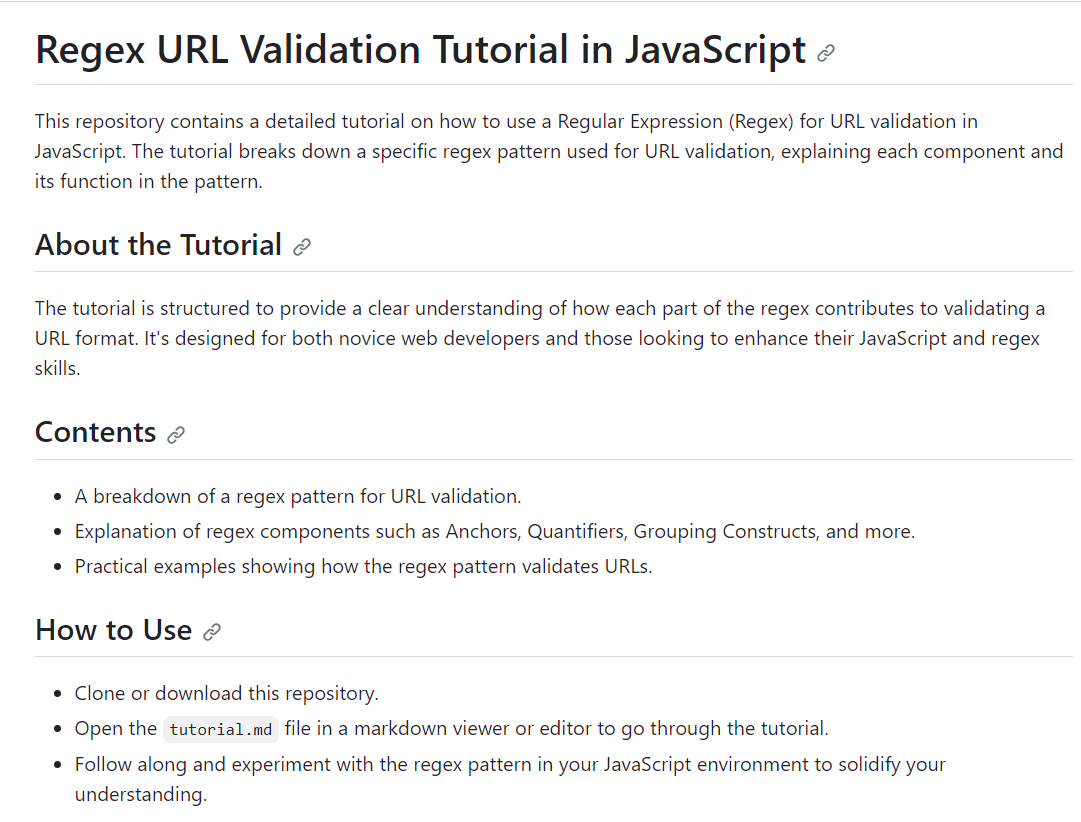 Regex URL Validation Tutorial in JavaScript
This repository contains a detailed tutorial on how to use a Regular Expression (Regex) for URL validation in
JavaScript. The tutorial breaks down a specific regex pattern used for URL validation, explaining each component and
its function in the pattern.
About the Tutorial
The tutorial is structured to provide a clear understanding of how each part of the regex contributes to validating a
URL format. It's designed for both novice web developers and those looking to enhance their JavaScript and regex
skills.
Contents
• A breakdown of a regex pattern for URL validation.
• Explanation of regex components such as Anchors, Quantifiers, Grouping Constructs, and more.
• Practical examples showing how the regex pattern validates URLs.
How to Use
• Clone or download this repository.
• Open the tutorial.md file in a markdown viewer or editor to go through the tutorial.
• Follow along and experiment with the regex pattern in your JavaScript environment to solidify your
understanding.